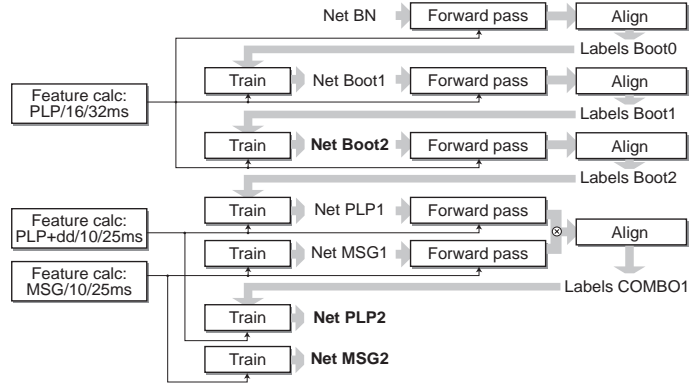 Net BN
Forward pass
Align
Labels Boot0
Train
Net Boot1
Forward pass
Align
Feature calc:
PLP/16/32ms
Labels Boot1
Train
Net Boot2
Forward pass
Align
Labels Boot2
Train
Net PLP1
Forward pass
Feature calc:
PLP+dd/10/25ms
Align
Train
Net MSG1
Forward pass
Feature calc:
MSG/10/25ms
Labels COMBO1
Train
Net PLP2
Train
Net MSG2